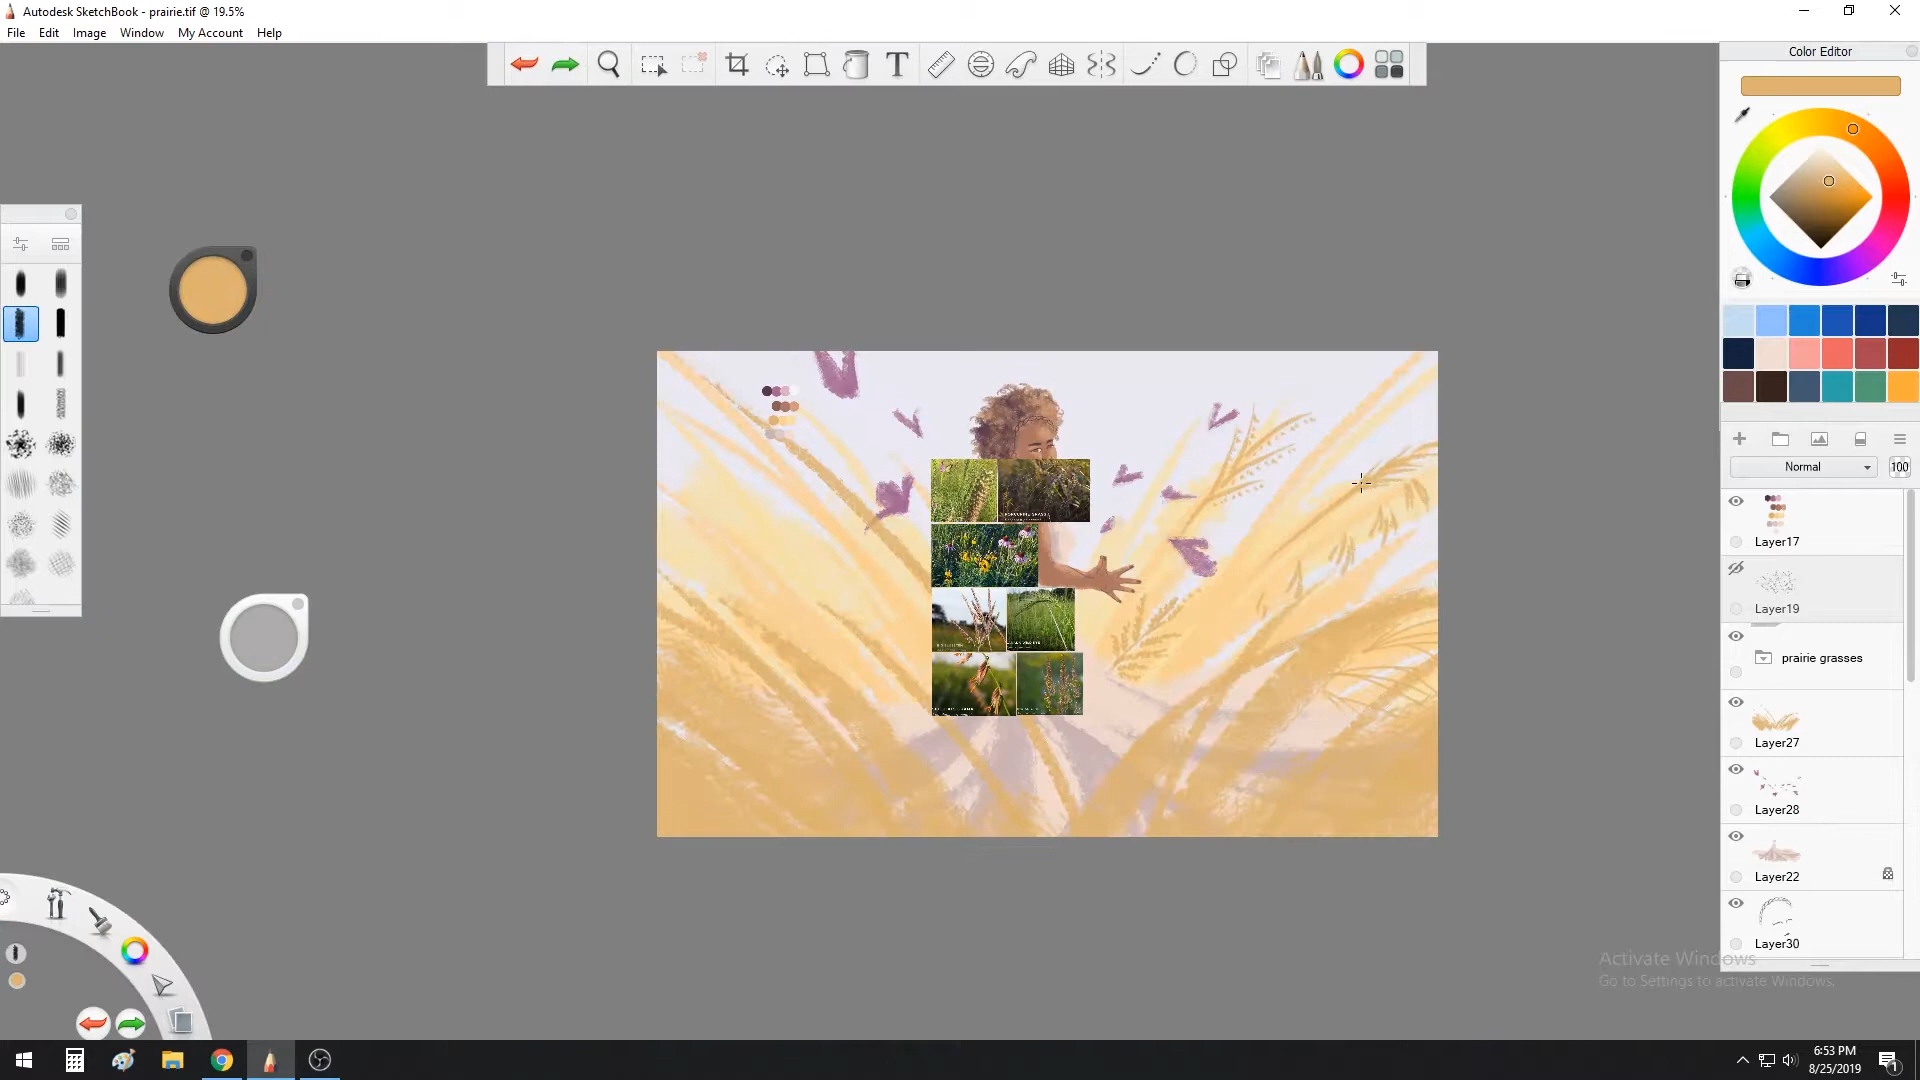 Autodesk SketchBook - prairie.tif @ 19.5%
File Edit Image Window My Account Help
Color Editor
Normal 100
Layer17
Layer19
prairie grasses
Layer27
Layer28
Layer22
Layer30
Activate Windows
Go to Settings to activate Windows.
6:53 PM
8/25/2019
1